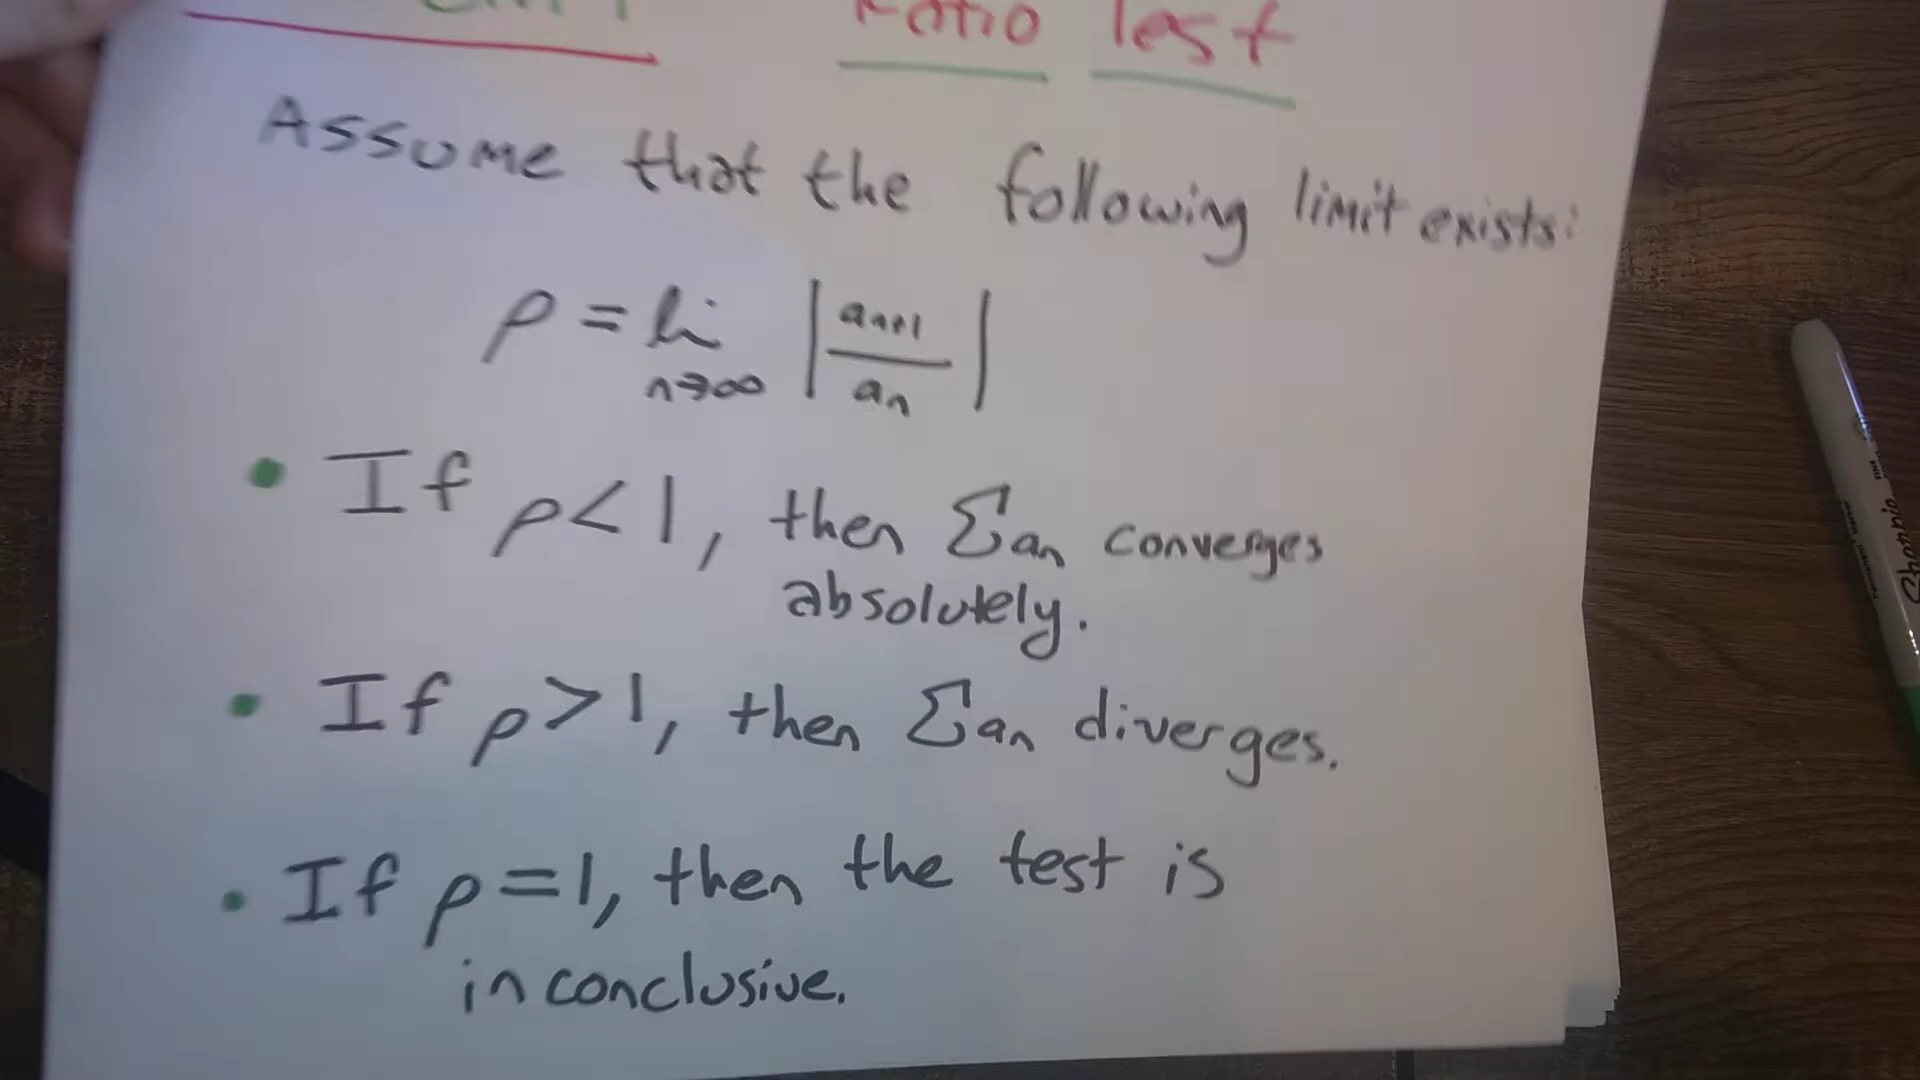 Ratio Test
Assume that the following limit exists:
ρ = lim n→∞ | an+1 / an |
• If ρ < 1, then Σan converges
absolutely.
• If ρ > 1, then Σan diverges.
• If ρ = 1, then the test is
inconclusive.
Sharpie